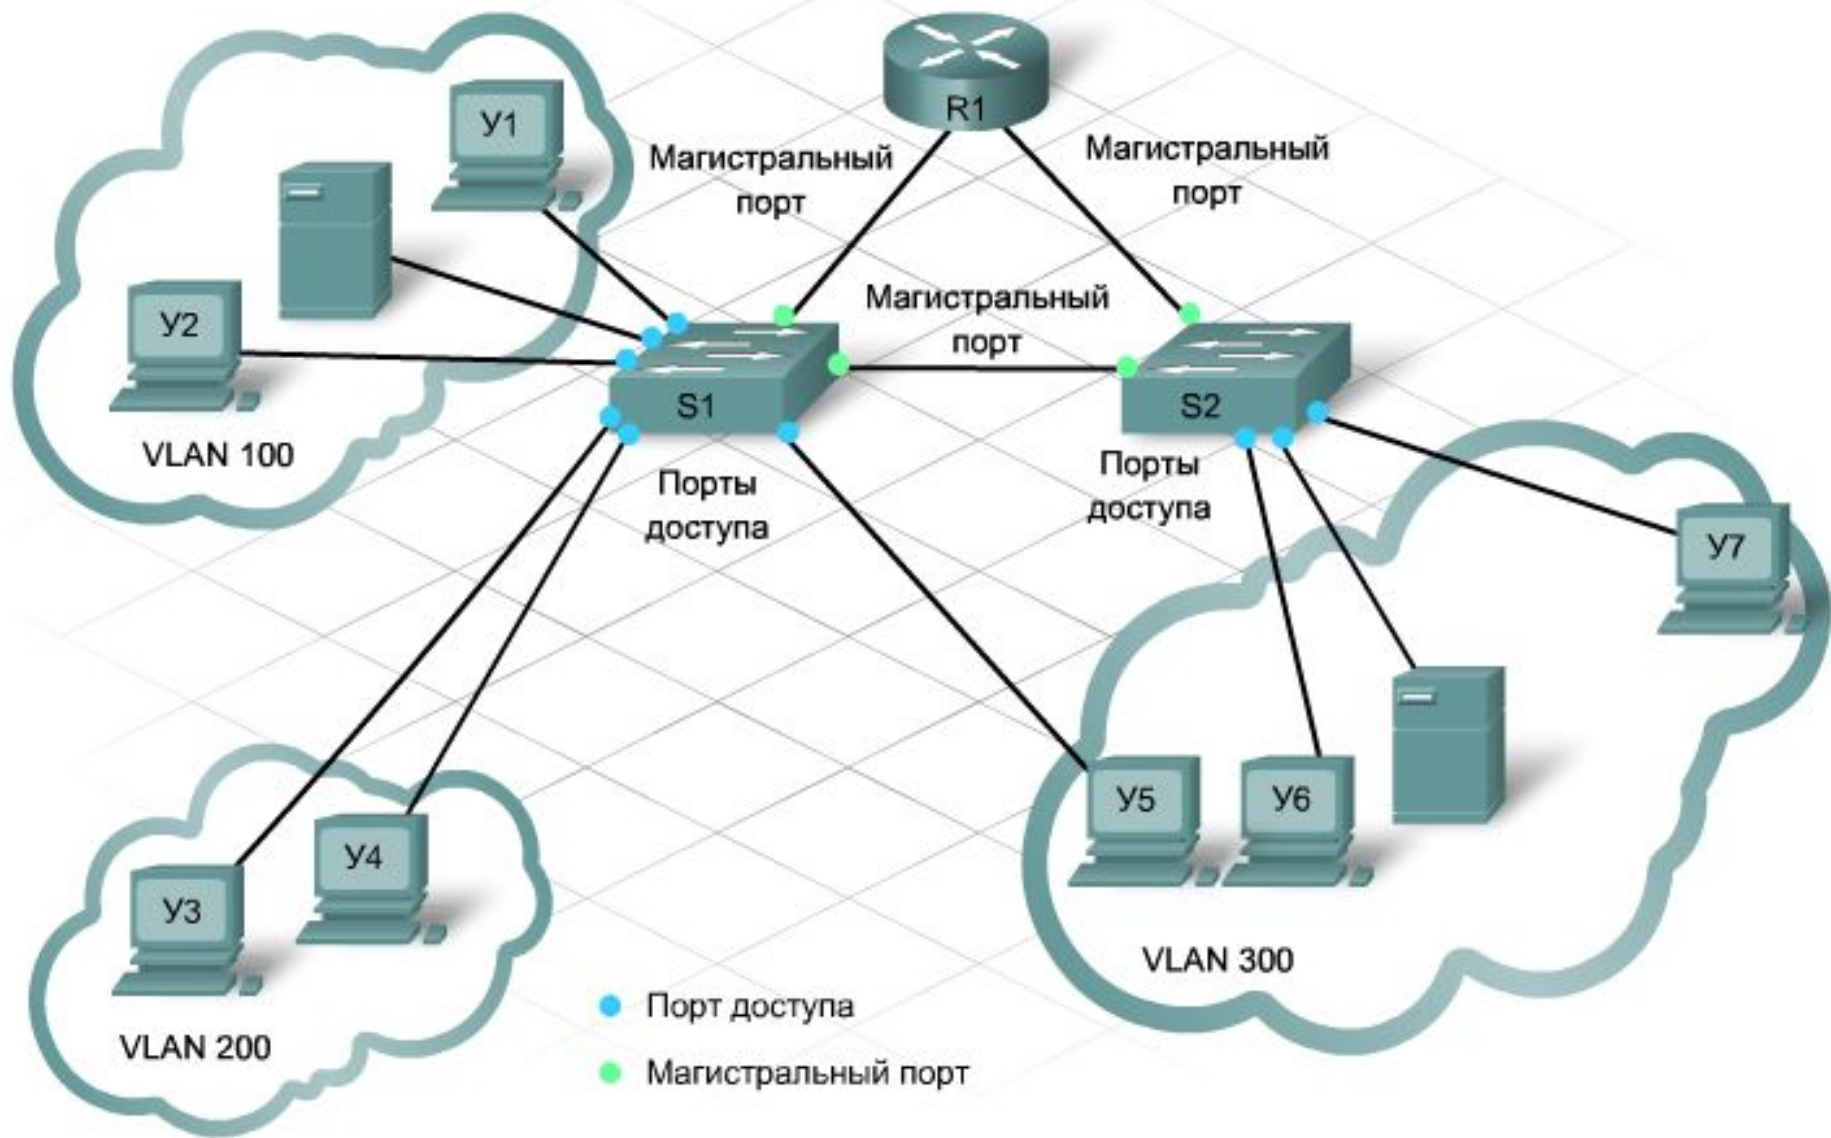 R1
У1
Магистральный
порт
Магистральный
порт
У2
Магистральный
порт
S1
S2
VLAN 100
Порты
доступа
Порты
доступа
У7
У5
У6
У4
У3
VLAN 300
VLAN 200
Порт доступа
Магистральный порт